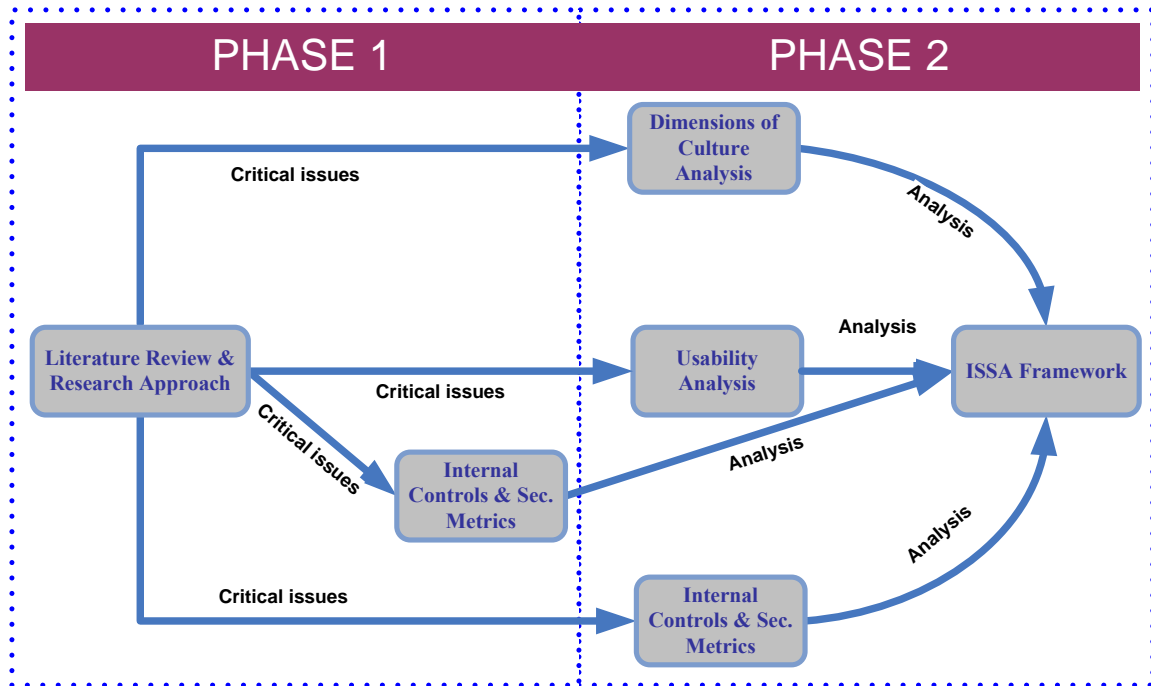 PHASE 1
PHASE 2
Dimensions of
Culture
Analysis
Critical issues
Analysis
Literature Review &
Research Approach
Critical issues
Usability
Analysis
Analysis
ISSA Framework
Critical issues
Internal
Controls & Sec.
Metrics
Analysis
Critical issues
Internal
Controls & Sec.
Metrics
Analysis